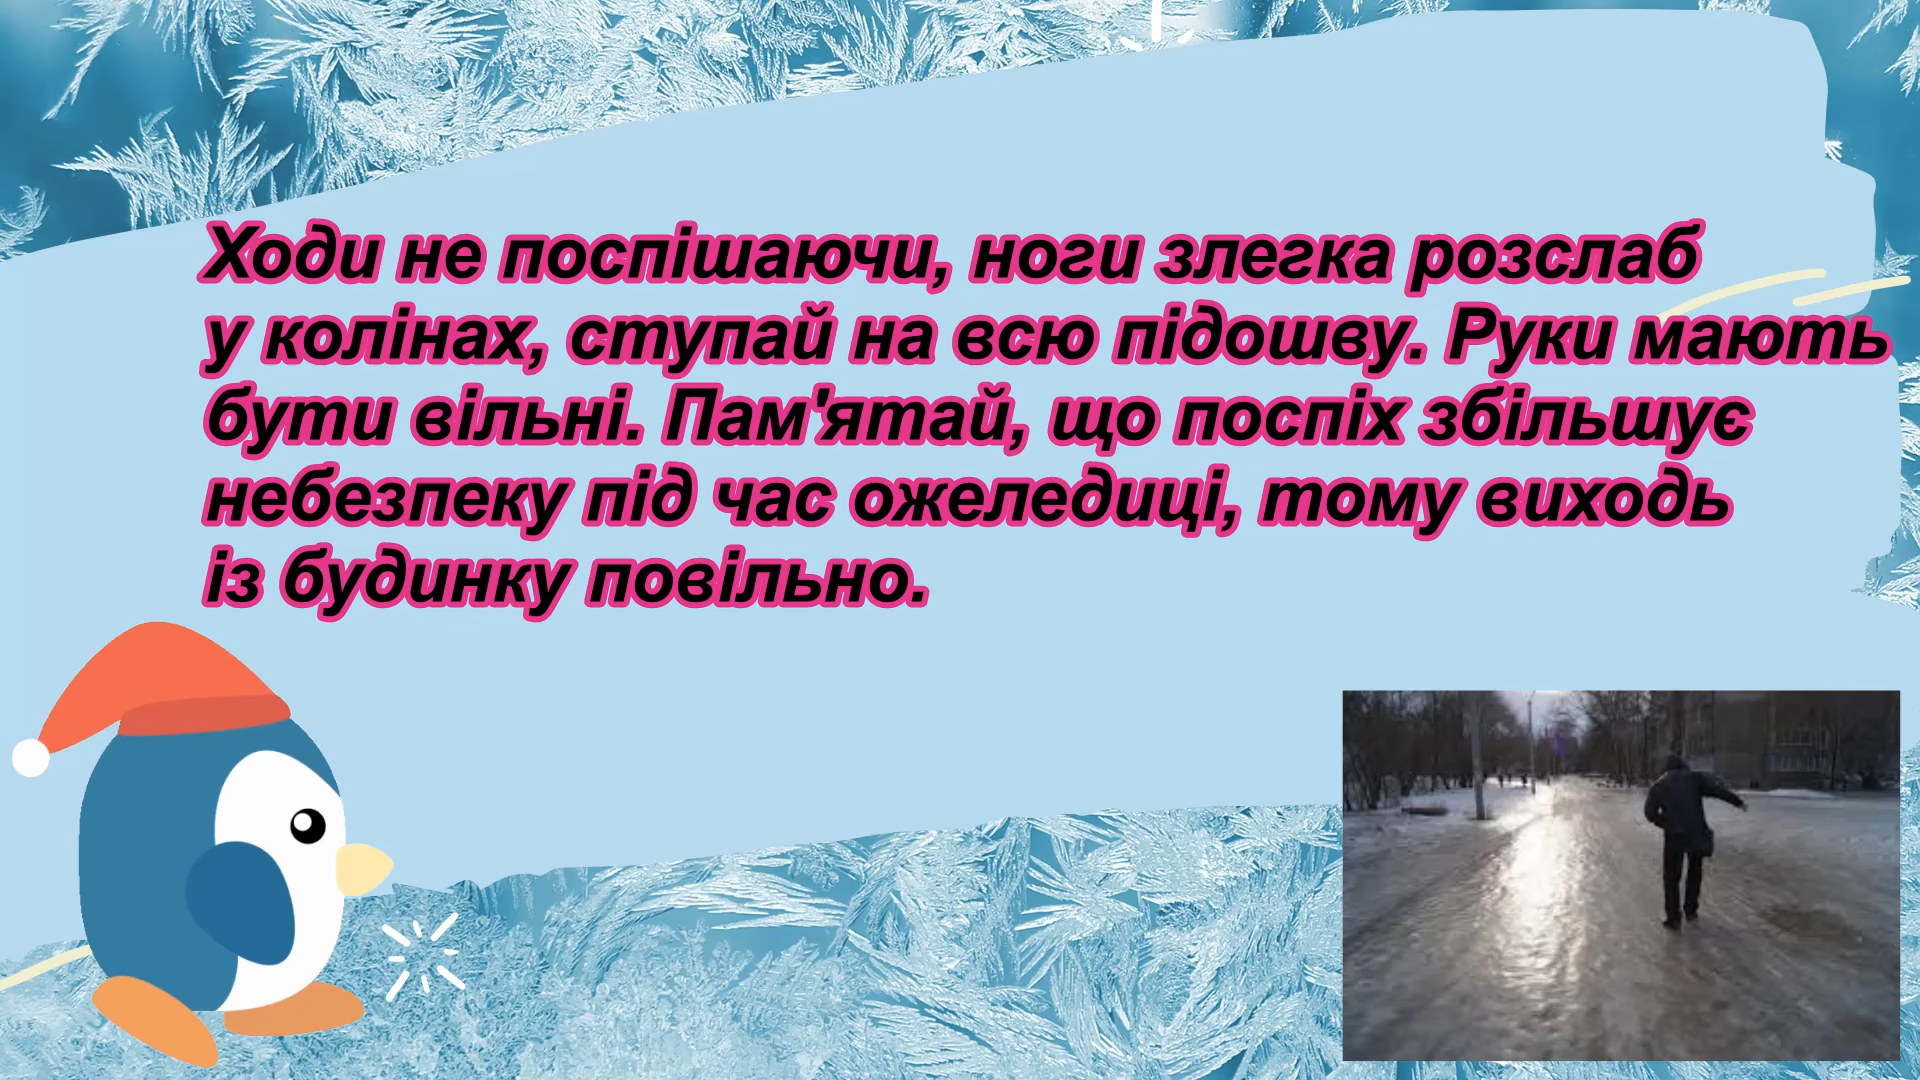 Ходи не поспішаючи, ноги злегка розслаб
у колінах, ступай на всю підошву. Руки мають
бути вільні. Пам'ятай, що поспіх збільшує
небезпеку під час ожеледиці, тому виходь
із будинку повільно.